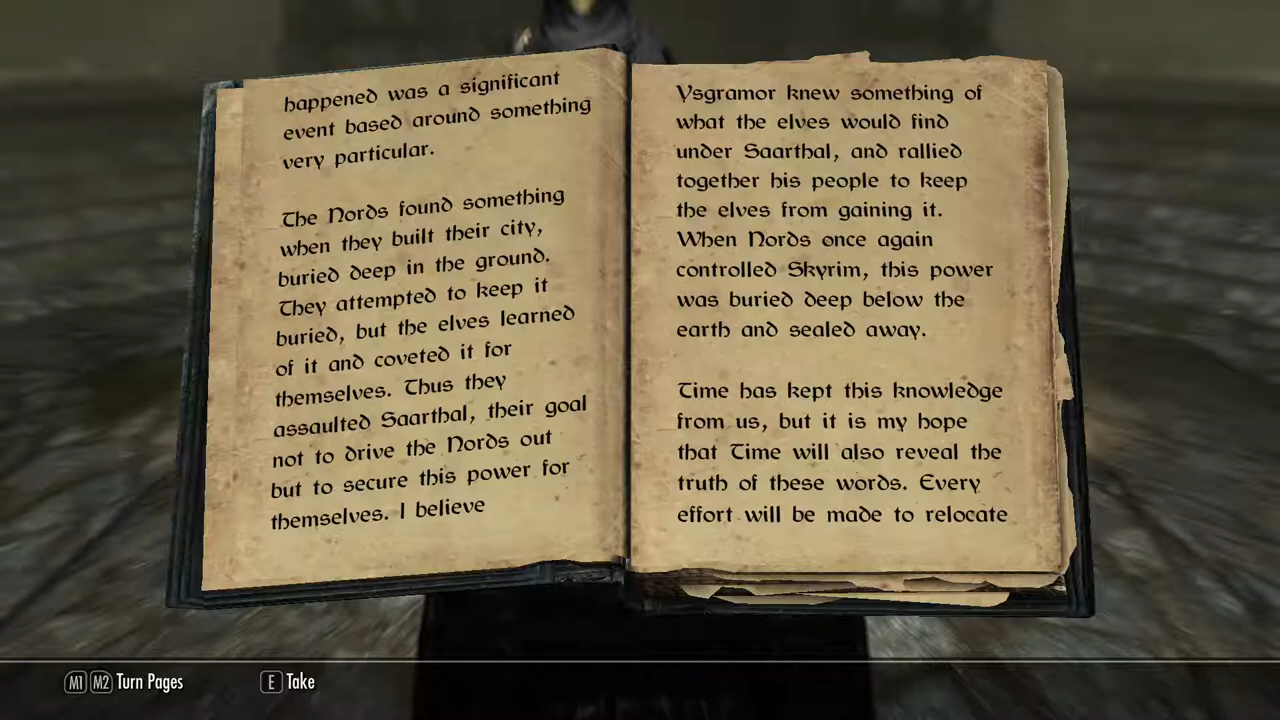 happened was a significant
event based around something
very particular.
The Nords found something
when they built their city,
buried deep in the ground.
They attempted to keep it
buried, but the elves learned
of it and coveted it for
themselves. Thus they
assaulted Saarthal, their goal
not to drive the Nords out
but to secure this power for
themselves. I believe
Ysgramor knew something of
what the elves would find
under Saarthal, and rallied
together his people to keep
the elves from gaining it.
When Nords once again
controlled Skyrim, this power
was buried deep below the
earth and sealed away.
Time has kept this knowledge
from us, but it is my hope
that Time will also reveal the
truth of these words. Every
effort will be made to relocate
M1 M2 Turn Pages E Take